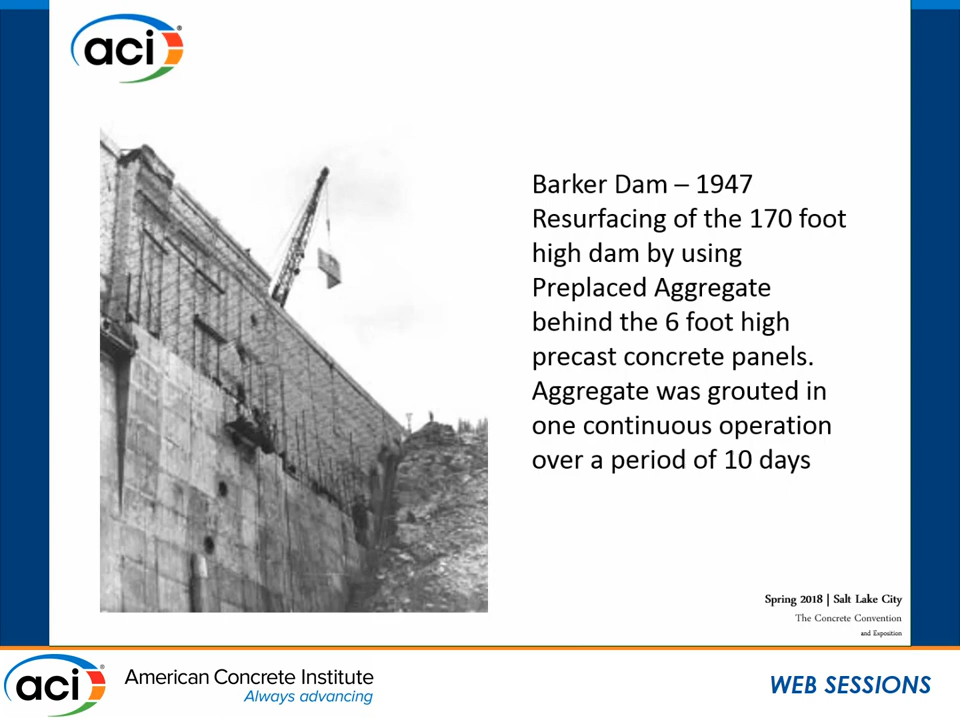 aci®
Barker Dam – 1947
Resurfacing of the 170 foot
high dam by using
Preplaced Aggregate
behind the 6 foot high
precast concrete panels.
Aggregate was grouted in
one continuous operation
over a period of 10 days
Spring 2018 | Salt Lake City
The Concrete Convention
and Exposition
aci®
American Concrete Institute
Always advancing
WEB SESSIONS